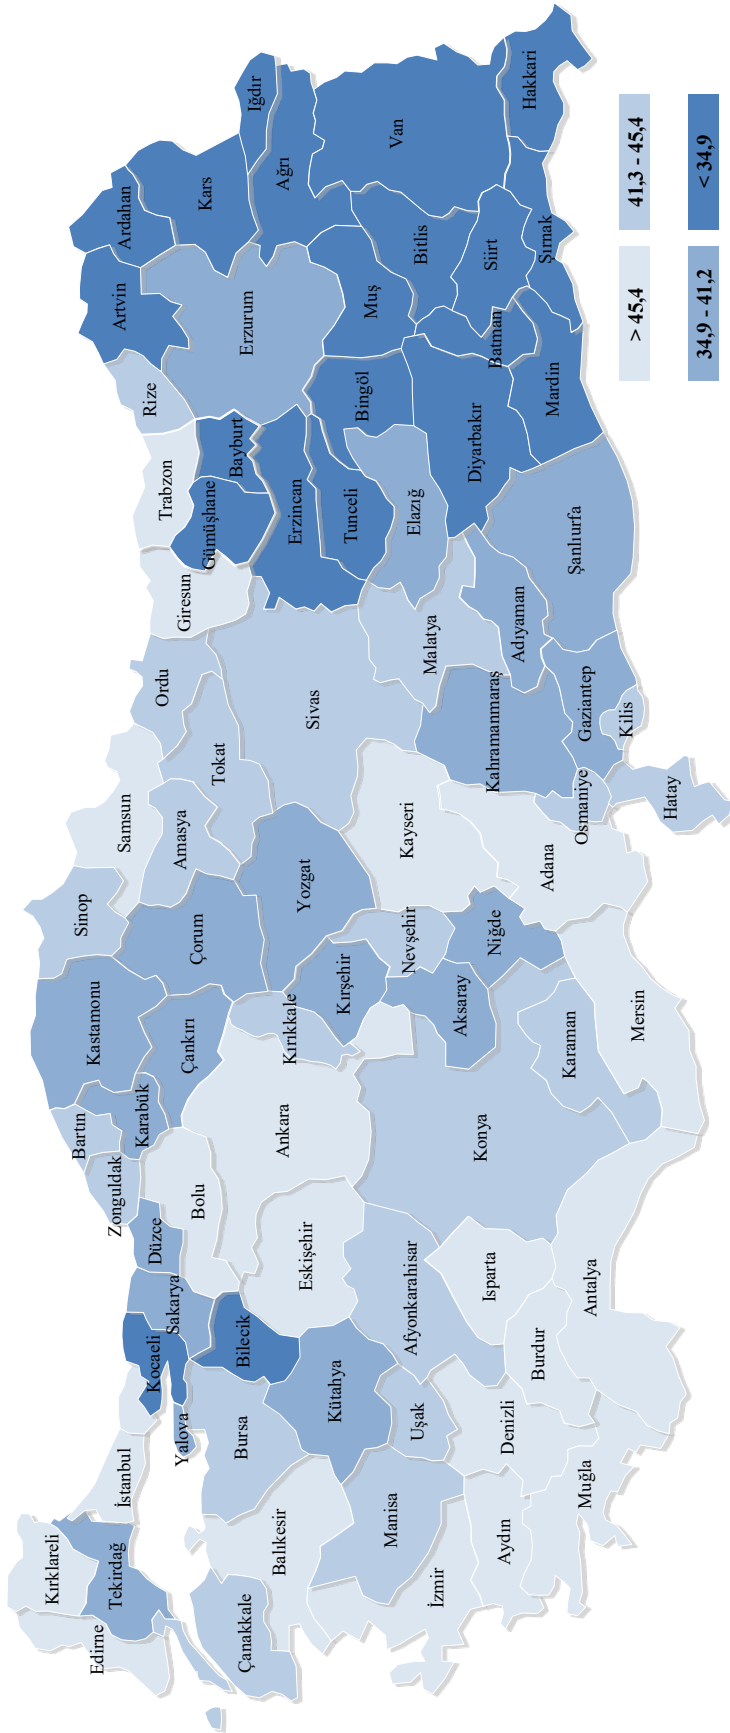 Kırklareli
Edirne
Tekirdağ
İstanbul
Kocaeli
Yalova
Sakarya
Düzce
Zonguldak
Bartın
Karabük
Kastamonu
Sinop
Samsun
Ordu
Giresun
Trabzon
Rize
Artvin
Ardahan
Çanakkale
Balıkesir
Bursa
Bilecik
Bolu
Çankırı
Çorum
Amasya
Tokat
Gümüşhane
Bayburt
Erzurum
Kars
Iğdır
Ağrı
Kütahya
Eskişehir
Ankara
Kırıkkale
Kırşehir
Yozgat
Sivas
Erzincan
Tunceli
Bingöl
Muş
Van
Manisa
Uşak
Afyonkarahisar
Konya
Aksaray
Nevşehir
Niğde
Kayseri
Malatya
Elazığ
Diyarbakır
Batman
Bitlis
Siirt
Şırnak
Hakkari
İzmir
Aydın
Denizli
Muğla
Burdur
Isparta
Antalya
Karaman
Mersin
Adana
Osmaniye
Hatay
Kahramanmaraş
Gaziantep
Kilis
Adıyaman
Şanlıurfa
Mardin
> 45,4
41,3 - 45,4
34,9 - 41,2
< 34,9